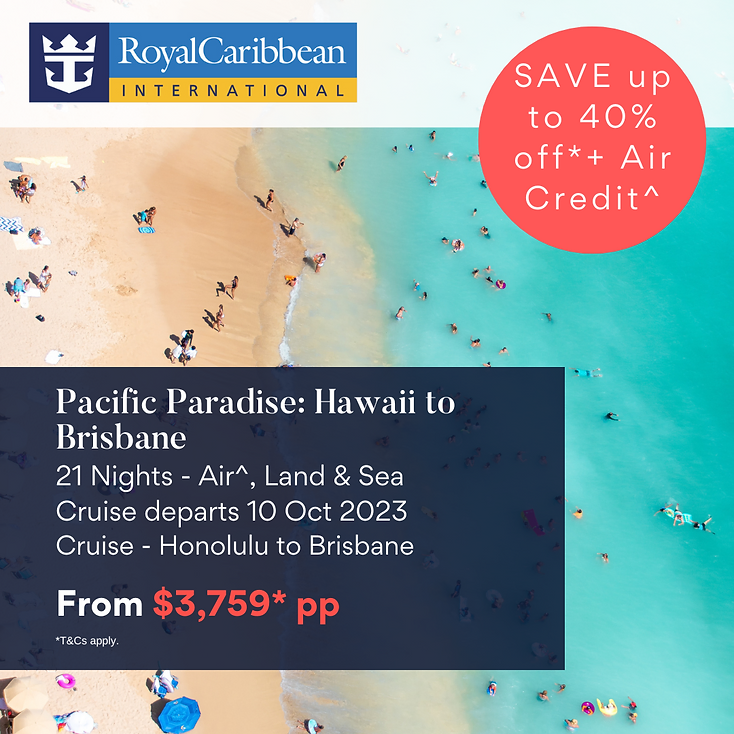 RoyalCaribbean
INTERNATIONAL
SAVE up
to 40%
off*+ Air
Credit^
Pacific Paradise: Hawaii to
Brisbane
21 Nights - Air^, Land & Sea
Cruise departs 10 Oct 2023
Cruise - Honolulu to Brisbane
From $3,759* pp
*T&Cs apply.